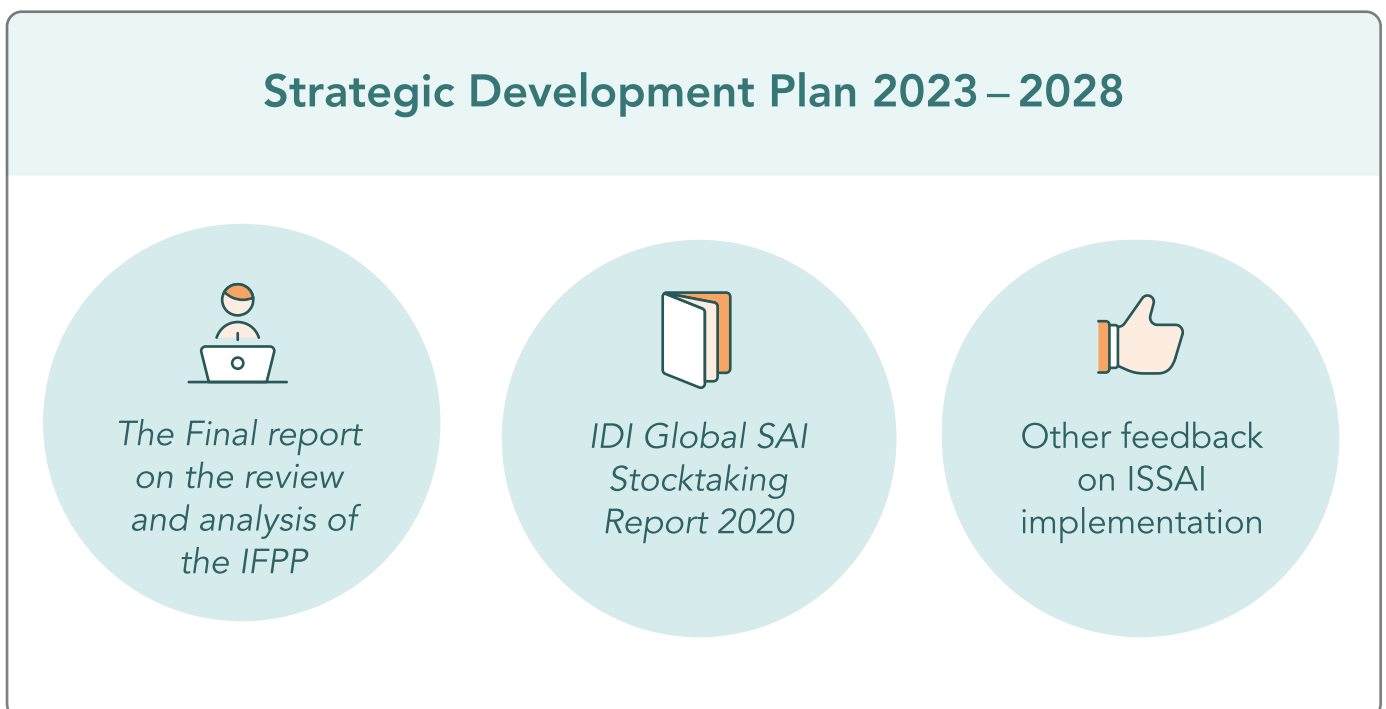 Strategic Development Plan 2023 – 2028
The Final report
on the review
and analysis of
the IFPP
IDI Global SAI
Stocktaking
Report 2020
Other feedback
on ISSAI
implementation